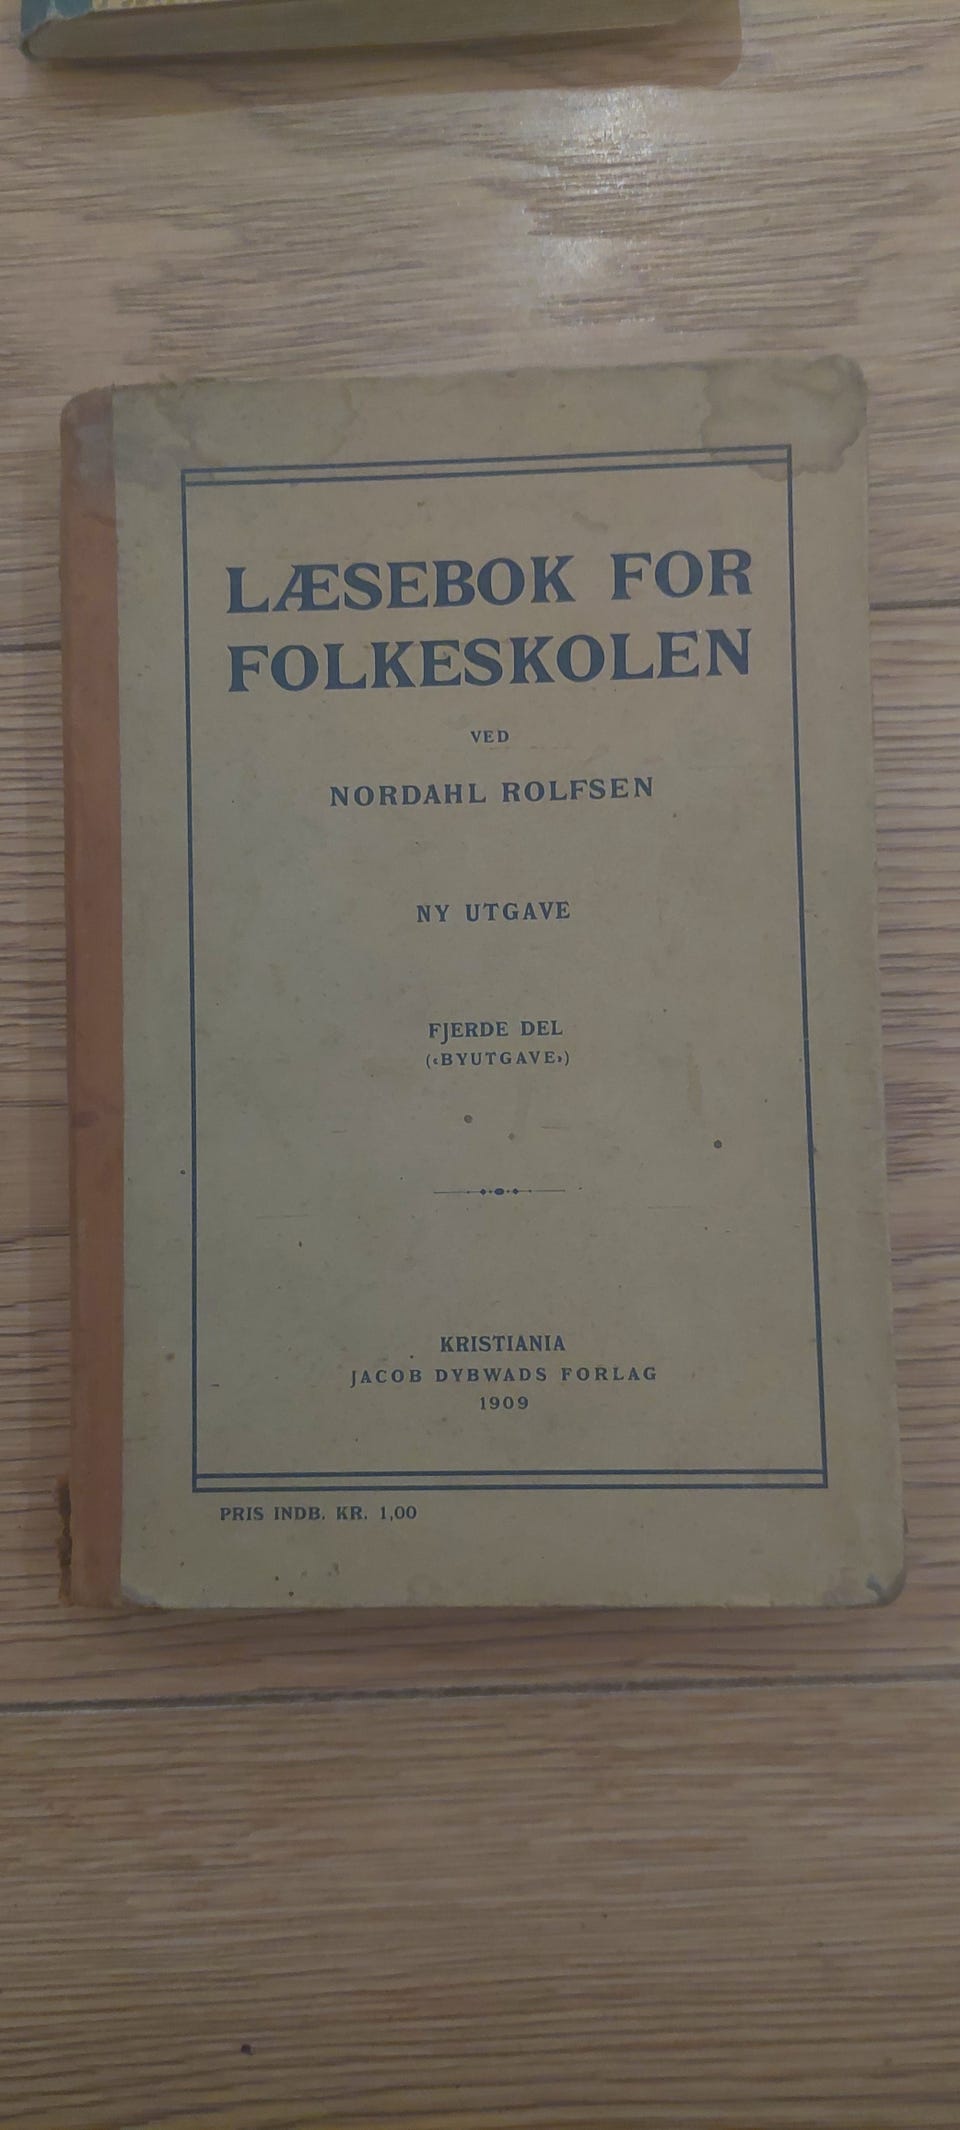 LÆSEBOK FOR
FOLKESKOLEN
VED
NORDAHL ROLFSEN
NY UTGAVE
FJERDE DEL
(«BYUTGAVE»)
KRISTIANIA
JACOB DYBWADS FORLAG
1909
PRIS INDB. KR. 1,00